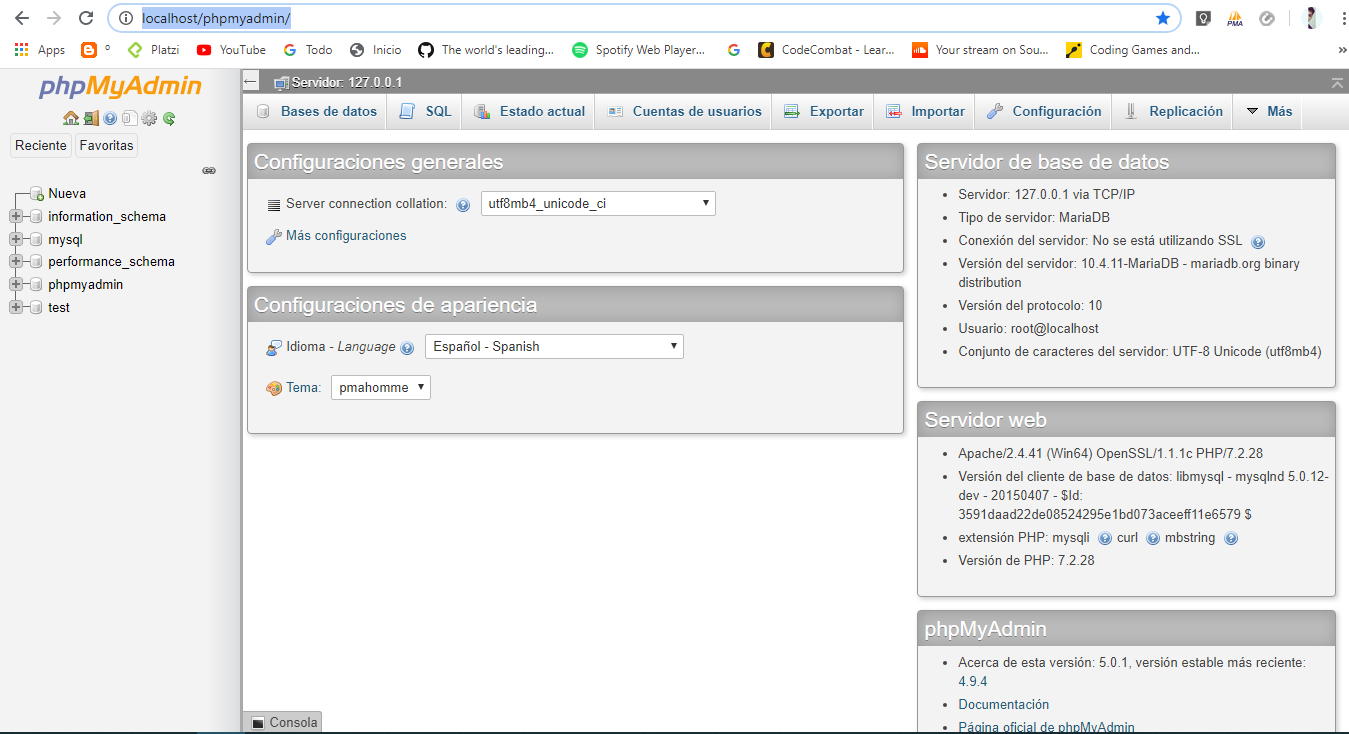 localhost/phpmyadmin/
PMA
Apps
Platzi
YouTube
Todo
Inicio
The world's leading...
Spotify Web Player...
CodeCombat - Lear...
Your stream on Sou...
Coding Games and...
»
phpMyAdmin
Reciente
Favoritas
Nueva
information_schema
mysql
performance_schema
phpmyadmin
test
Servidor: 127.0.0.1
Bases de datos
SQL
Estado actual
Cuentas de usuarios
Exportar
Importar
Configuración
Replicación
Más
Configuraciones generales
Server connection collation:
utf8mb4_unicode_ci
Más configuraciones
Configuraciones de apariencia
Idioma - Language
Español - Spanish
Tema:
pmahomme
Servidor de base de datos
• Servidor: 127.0.0.1 via TCP/IP
• Tipo de servidor: MariaDB
• Conexión del servidor: No se está utilizando SSL
• Versión del servidor: 10.4.11-MariaDB - mariadb.org binary
distribution
• Versión del protocolo: 10
• Usuario: root@localhost
• Conjunto de caracteres del servidor: UTF-8 Unicode (utf8mb4)
Servidor web
• Apache/2.4.41 (Win64) OpenSSL/1.1.1c PHP/7.2.28
• Versión del cliente de base de datos: libmysql - mysqlnd 5.0.12-
dev - 20150407 - $Id:
3591daad22de08524295e1bd073aceeff11e6579 $
• extensión PHP: mysqli curl mbstring
• Versión de PHP: 7.2.28
phpMyAdmin
• Acerca de esta versión: 5.0.1, versión estable más reciente:
4.9.4
• Documentación
• Página oficial de phpMyAdmin
Consola